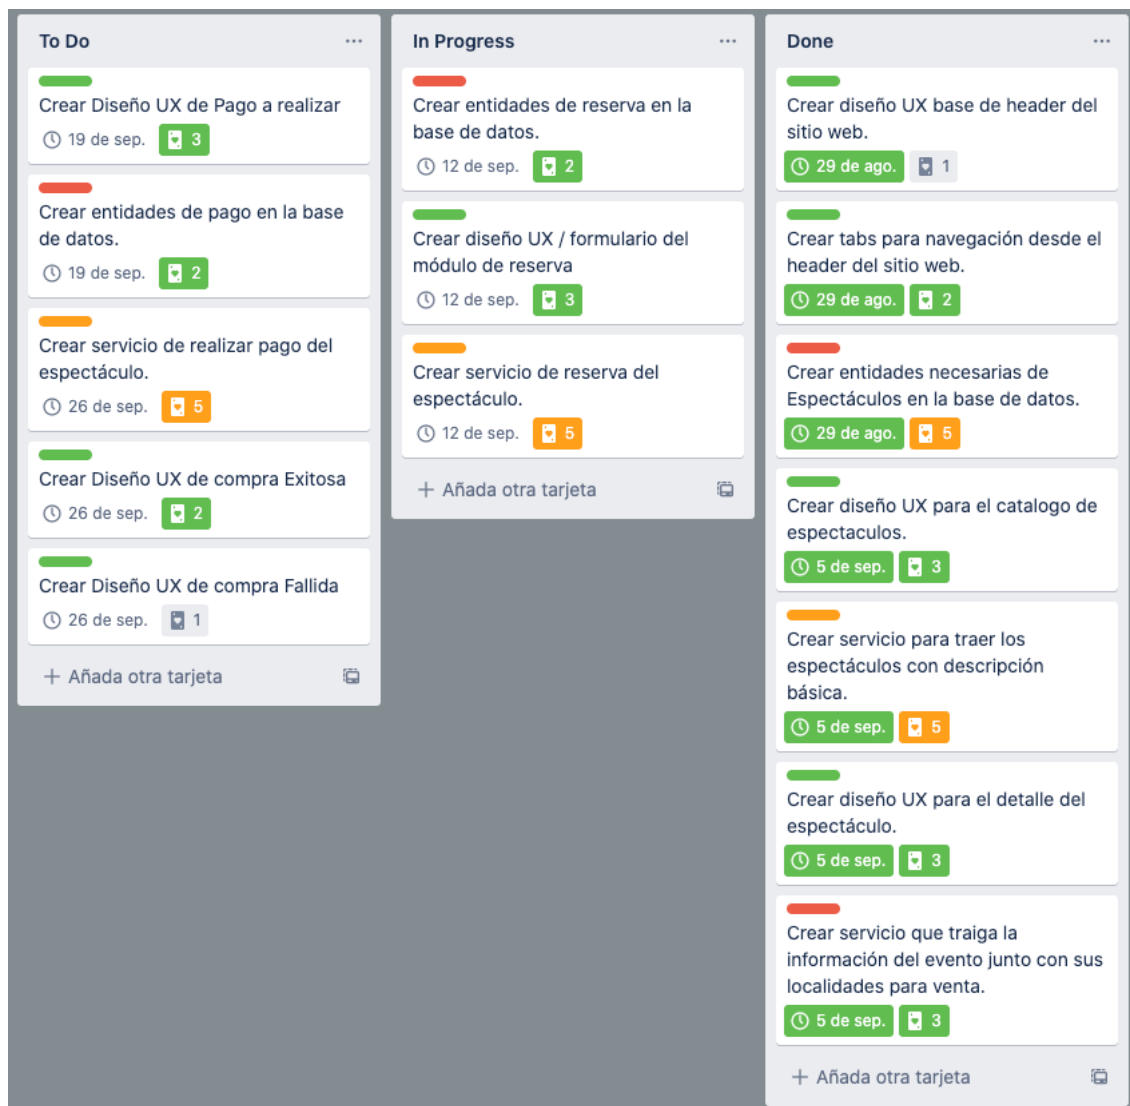 To Do
Crear Diseño UX de Pago a realizar
19 de sep. 3
Crear entidades de pago en la base
de datos.
19 de sep. 2
Crear servicio de realizar pago del
espectáculo.
26 de sep. 5
Crear Diseño UX de compra Exitosa
26 de sep. 2
Crear Diseño UX de compra Fallida
26 de sep. 1
+ Añada otra tarjeta
In Progress
Crear entidades de reserva en la
base de datos.
12 de sep. 2
Crear diseño UX / formulario del
módulo de reserva
12 de sep. 3
Crear servicio de reserva del
espectáculo.
12 de sep. 5
+ Añada otra tarjeta
Done
Crear diseño UX base de header del
sitio web.
29 de ago. 1
Crear tabs para navegación desde el
header del sitio web.
29 de ago. 2
Crear entidades necesarias de
Espectáculos en la base de datos.
29 de ago. 5
Crear diseño UX para el catalogo de
espectaculos.
5 de sep. 3
Crear servicio para traer los
espectáculos con descripción
básica.
5 de sep. 5
Crear diseño UX para el detalle del
espectáculo.
5 de sep. 3
Crear servicio que traiga la
información del evento junto con sus
localidades para venta.
5 de sep. 3
+ Añada otra tarjeta